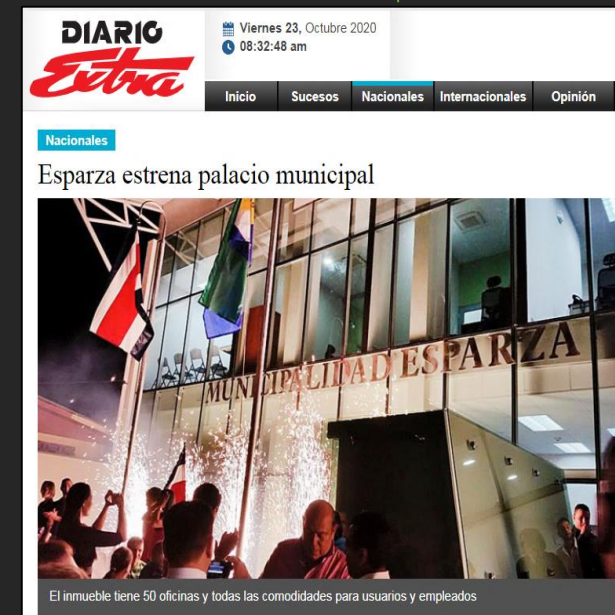 DIARIO
Extra
Viernes 23, Octubre 2020
08:32:48 am
Inicio
Sucesos
Nacionales
Internacionales
Opinión
Nacionales
Esparza estrena palacio municipal
MUNICIPALIDAD ESPARZA
El inmueble tiene 50 oficinas y todas las comodidades para usuarios y empleados